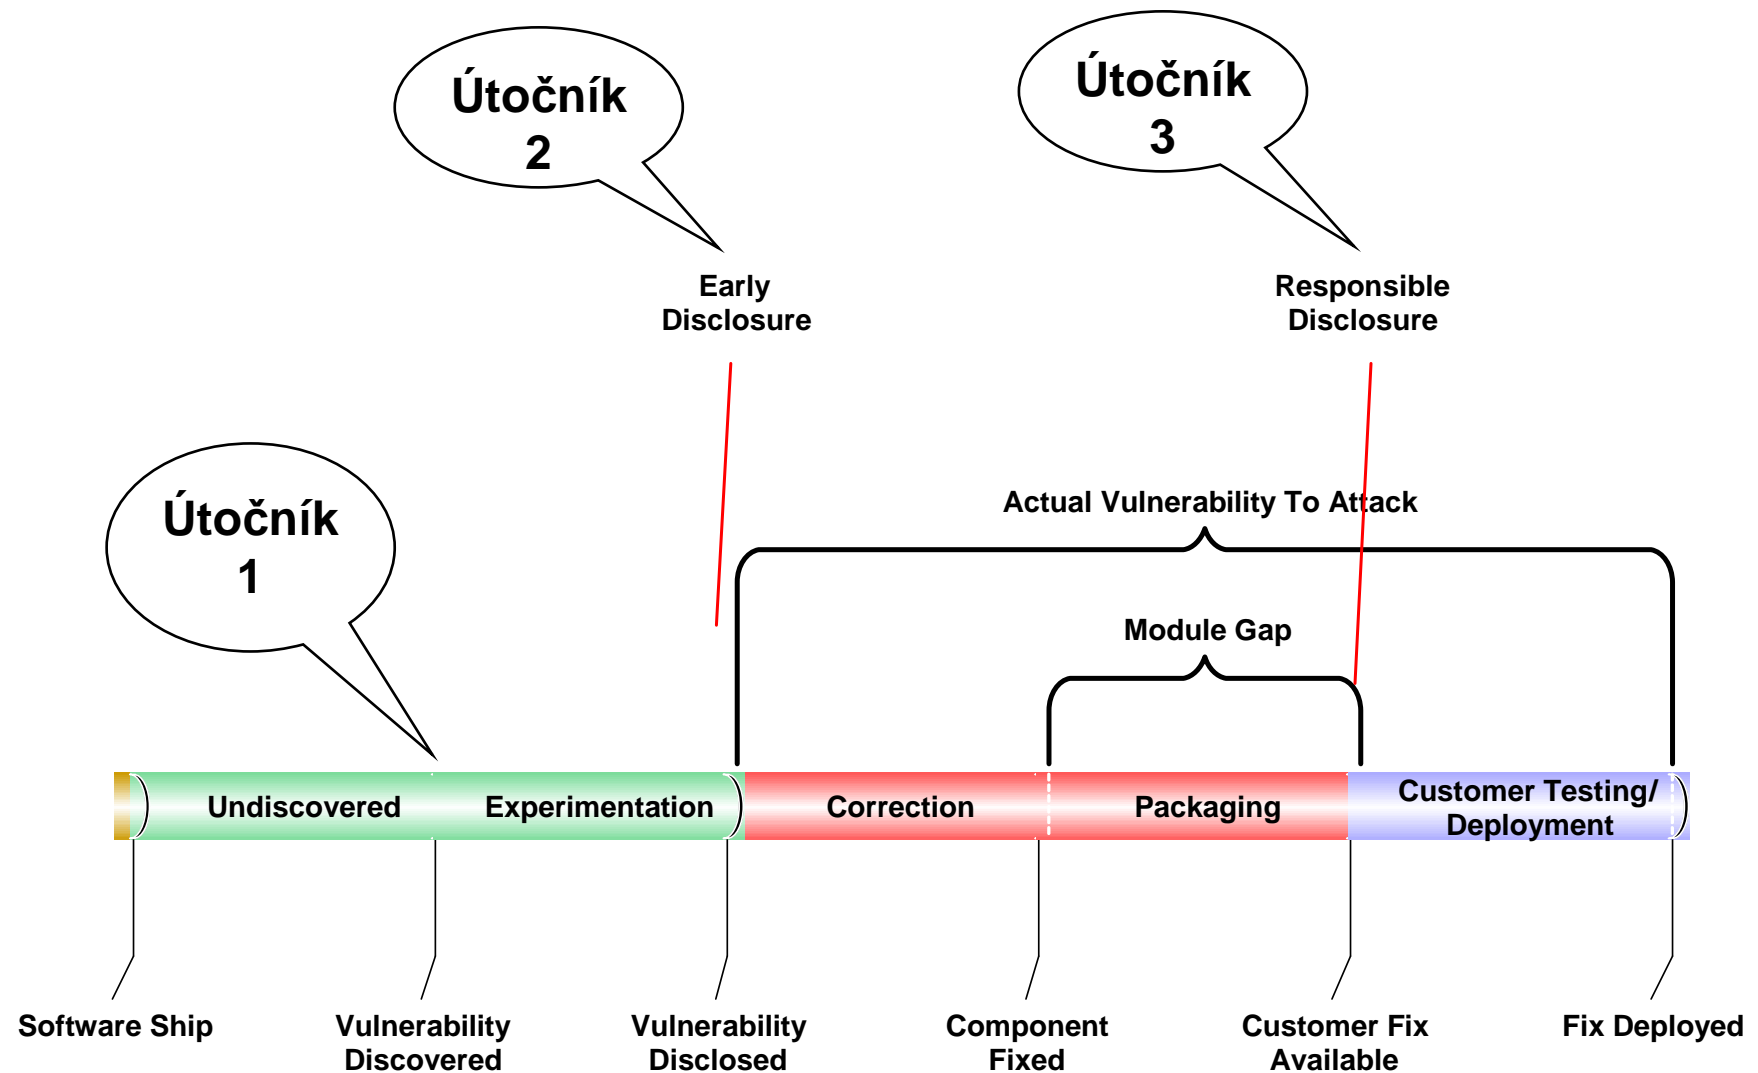 Útočník
2
Útočník
3
Early
Disclosure
Responsible
Disclosure
Útočník
1
Actual Vulnerability To Attack
Module Gap
Undiscovered
Experimentation
Correction
Packaging
Customer Testing/
Deployment
Software Ship
Vulnerability
Discovered
Vulnerability
Disclosed
Component
Fixed
Customer Fix
Available
Fix Deployed